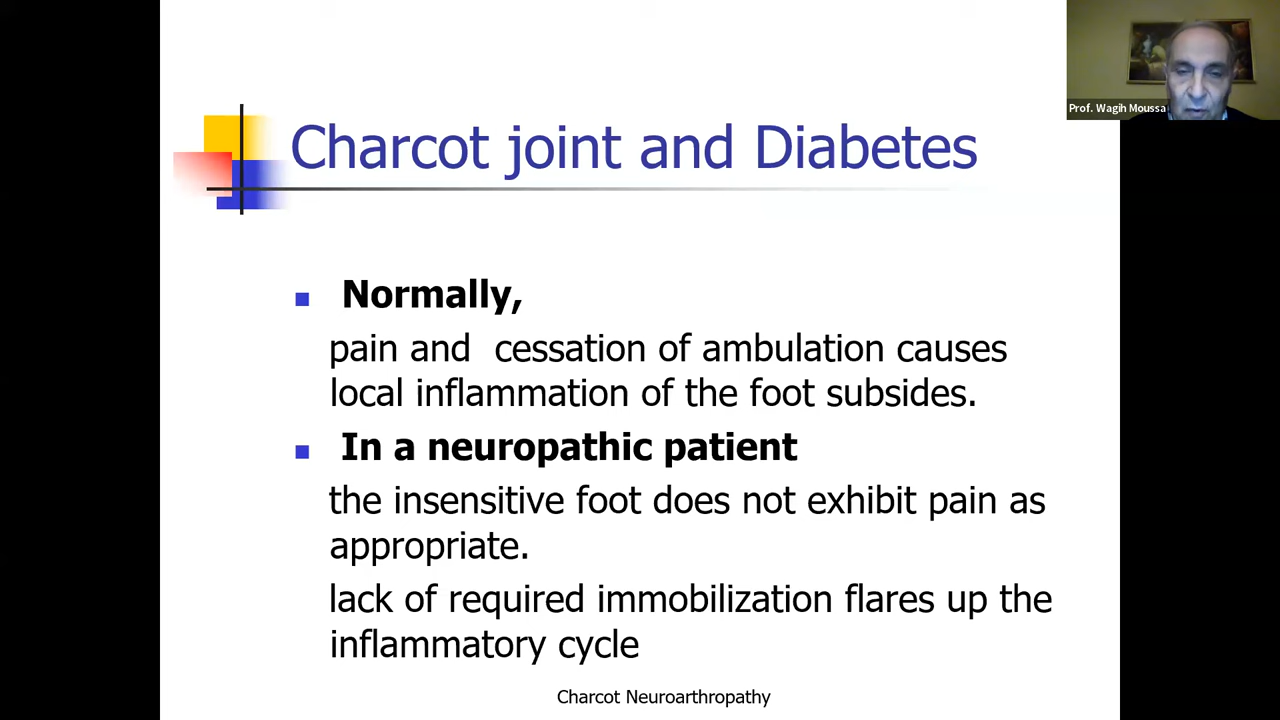 Prof. Wagih Moussa
Charcot joint and Diabetes
Normally,
pain and cessation of ambulation causes
local inflammation of the foot subsides.
In a neuropathic patient
the insensitive foot does not exhibit pain as
appropriate.
lack of required immobilization flares up the
inflammatory cycle
Charcot Neuroarthropathy